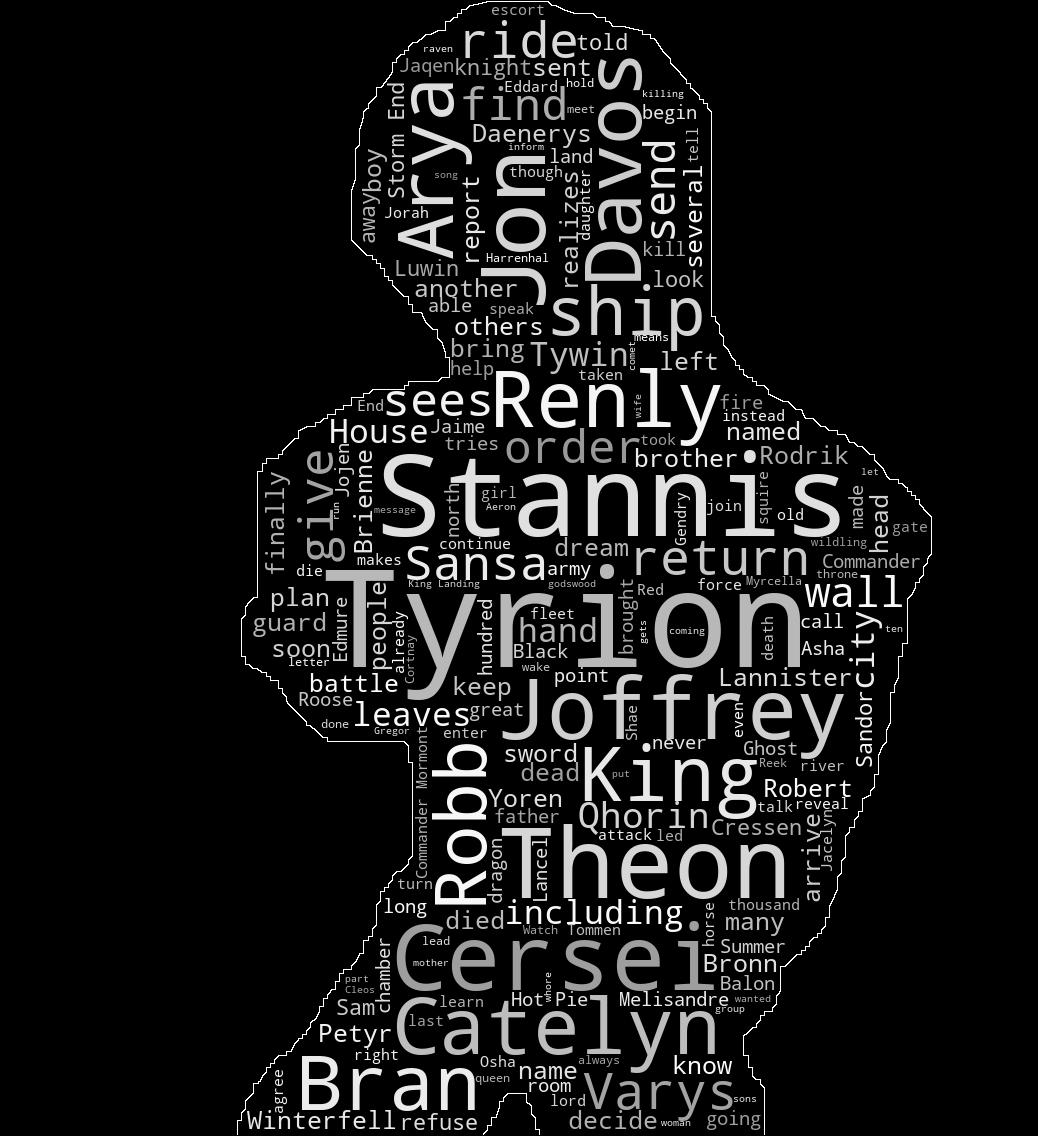 escort
ride
told
raven
Jaqen
knight
sent
Eddard
hold
Arya
find
Davos
killing
meet
begin
Storm End
Daenerys
tell
inform
land
boy
away
Jon
though
send
several
song
realizes
daughter
Jorah
report
kill
Harrenhal
Luwin
look
another
able
speak
ship
others
means
bring
Tywin
comet
left
help
taken
Renly
End
sees
wife
fire
instead
House
Jaime
named
tries
order
took
brother
Rodrik
finally
give
Jojen
Brienne
Stannis
let
north
girl
Aeron
Gendry
join
squire
old
made
head
gate
run
message
continue
dream
return
wildling
makes
Sansa
army
Commander
die
King Landing
godswood
Red
force
Myrcella
throne
Tyrion
wall
plan
Edmure
people
already
hundred
fleet
brought
guard
hand
gets
coming
death
call
ten
soon
Cortnay
Black
Asha
city
letter
wake
point
battle
keep
Lannister
Sandor
Roose
leaves
great
Joffrey
Shae
even
done
Gregor
enter
never
Ghost
Commander Mormont
Robb
sword
King
Reek
river
dead
put
Robert
Yoren
talk
reveal
father
Qhorin
Cressen
Jacelyn
attack
led
arrive
Theon
dragon
Lancel
turn
long
including
thousand
died
horse
many
Watch
Tommen
lead
Cersei
Summer
chamber
mother
Bronn
part
Cleos
whore
Balon
Sam
learn
Hot Pie
Melisandre
wanted
group
last
Catelyn
Petyr
right
Osha
always
know
Bran
queen
name
agree
room
Varys
lord
sons
Winterfell
refuse
decide
woman
going